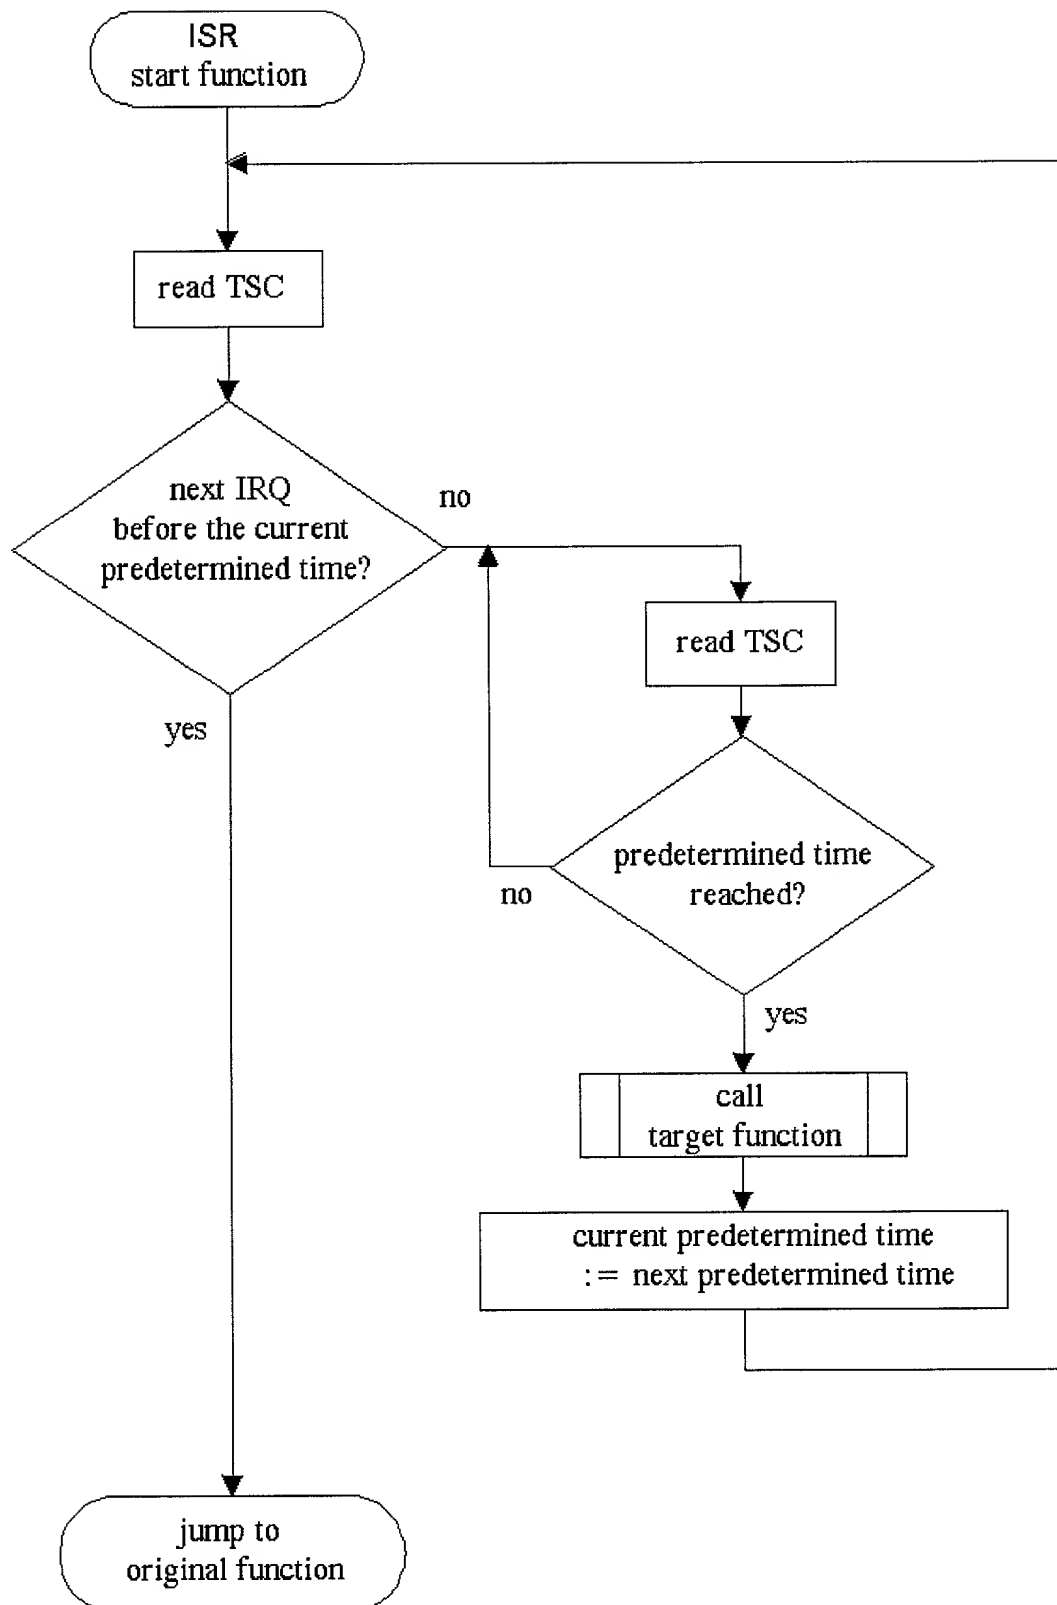 ISR
start function
read TSC
next IRQ
before the current
predetermined time?
no
yes
read TSC
predetermined time
reached?
no
yes
call
target function
current predetermined time
:= next predetermined time
jump to
original function